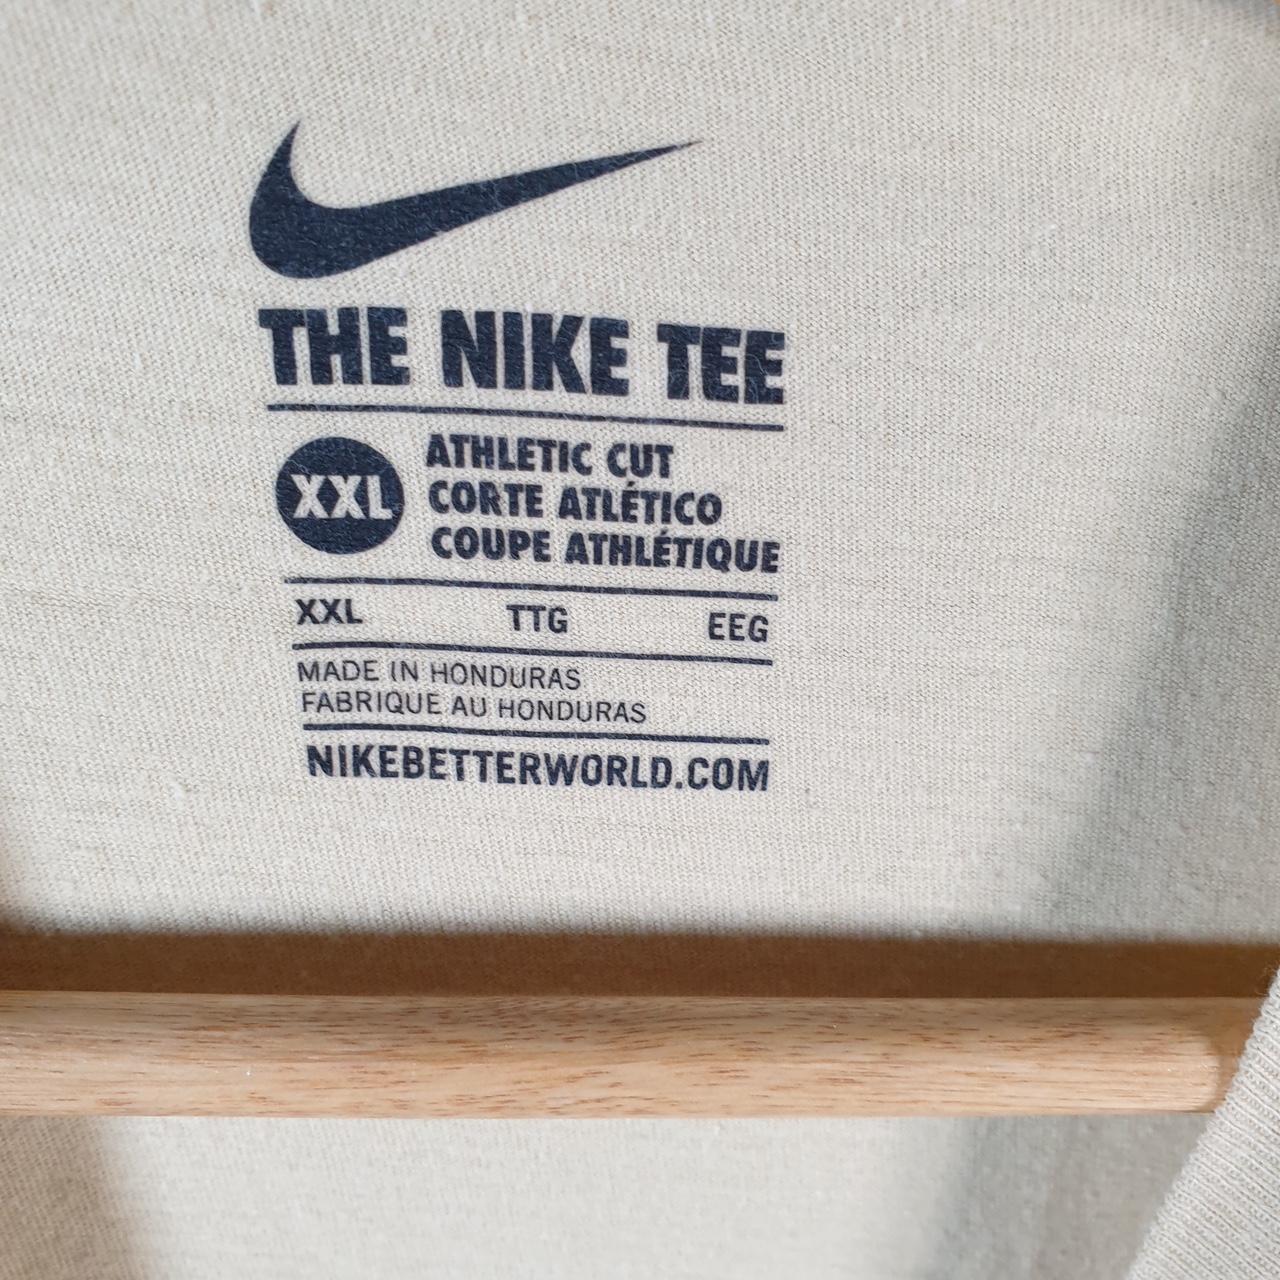 THE NIKE TEE
XXL
ATHLETIC CUT
CORTE ATLÉTICO
COUPE ATHLÉTIQUE
XXL TTG EEG
MADE IN HONDURAS
FABRIQUE AU HONDURAS
NIKEBETTERWORLD.COM